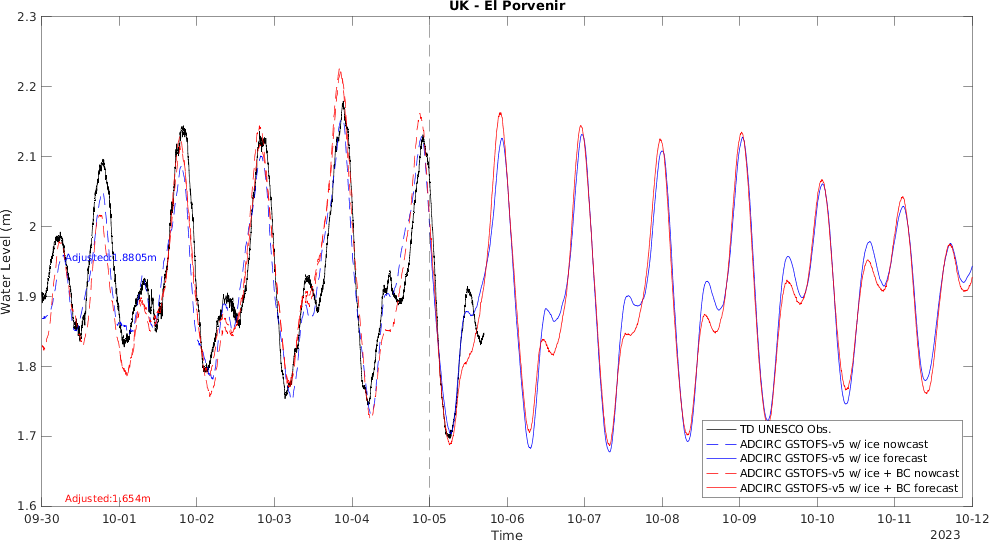 UK - El Porvenir
2.3
2.2
2.1
2
1.9
1.8
1.7
1.6
Water Level (m)
Adjusted:1.8805m
Adjusted:1.654m
TD UNESCO Obs.
ADCIRC GSTOFS-v5 w/ ice nowcast
ADCIRC GSTOFS-v5 w/ ice forecast
ADCIRC GSTOFS-v5 w/ ice + BC nowcast
ADCIRC GSTOFS-v5 w/ ice + BC forecast
09-30 10-01 10-02 10-03 10-04 10-05 10-06 10-07 10-08 10-09 10-10 10-11 10-12
Time
2023